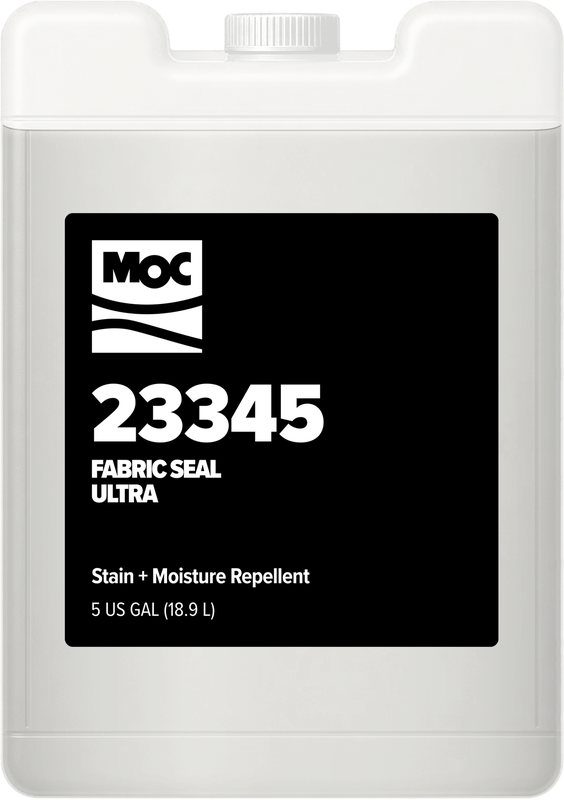 MOC
23345
FABRIC SEAL
ULTRA
Stain + Moisture Repellent
5 US GAL (18.9 L)